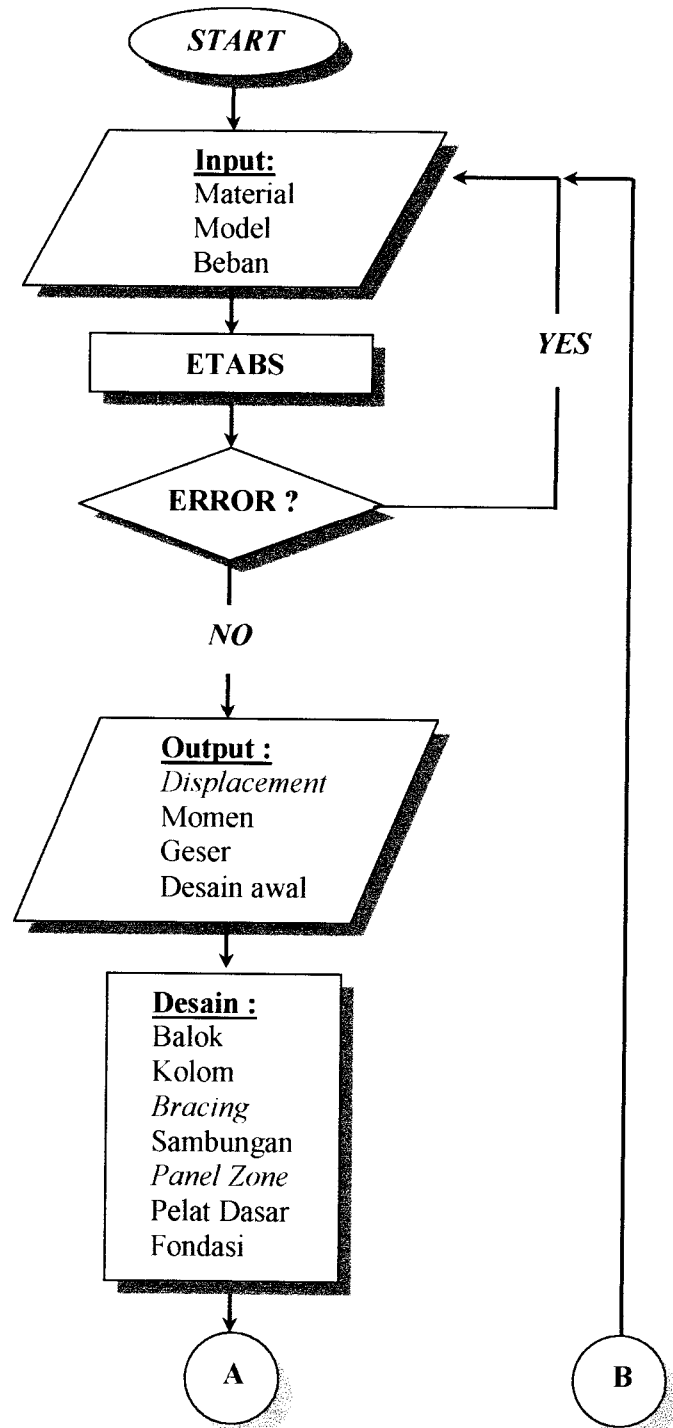 START
Input:
Material
Model
Beban
ETABS
YES
ERROR ?
NO
Output :
Displacement
Momen
Geser
Desain awal
Desain :
Balok
Kolom
Bracing
Sambungan
Panel Zone
Pelat Dasar
Fondasi
A
B